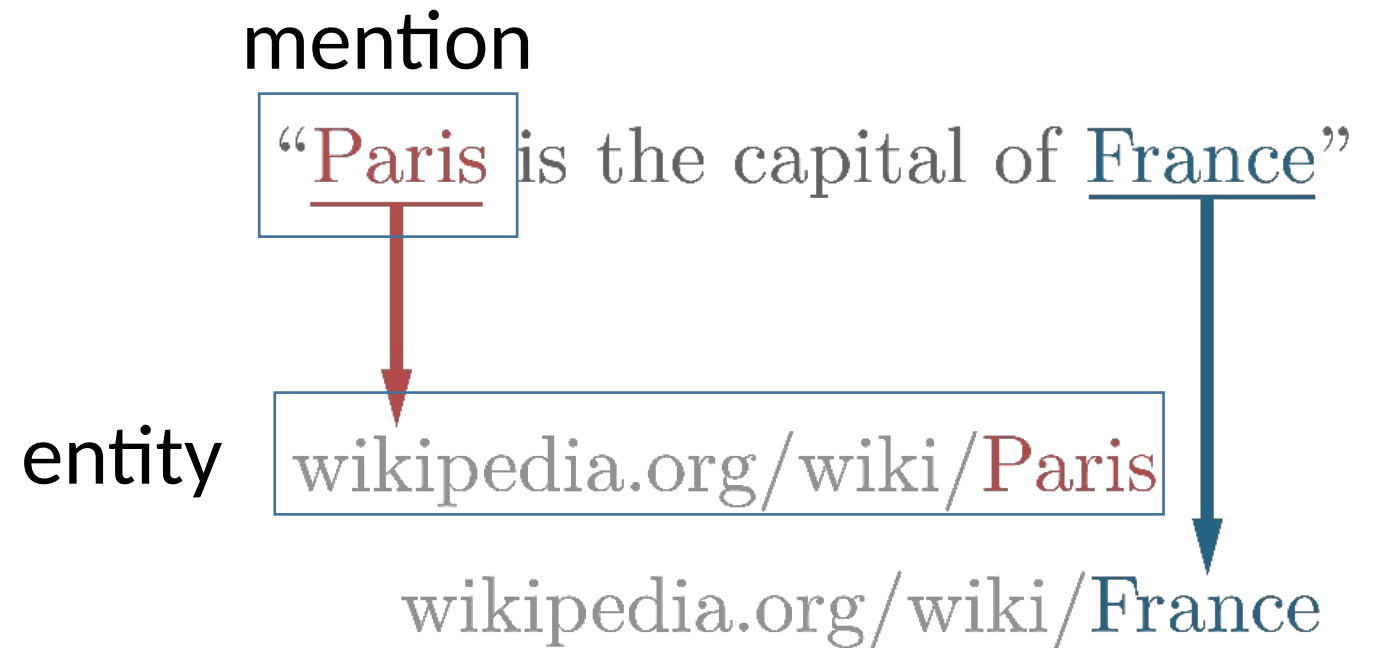 mention
“Paris is the capital of France”
entity wikipedia.org/wiki/Paris
wikipedia.org/wiki/France